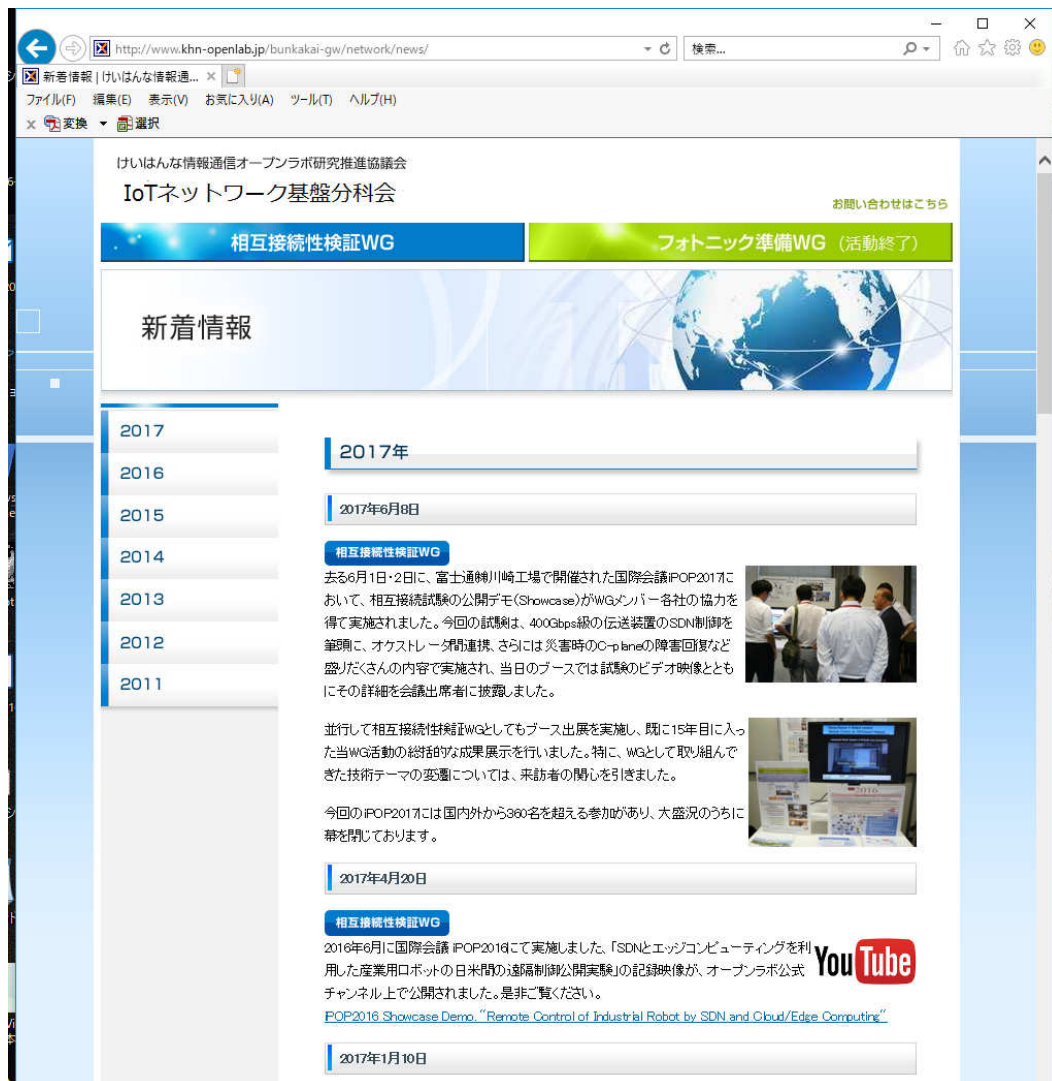 http://www.khn-openlab.jp/bunkakai-gw/network/news/
検索...
新着情報 | けいはんな情報通...
ファイル(F) 編集(E) 表示(V) お気に入り(A) ツール(T) ヘルプ(H)
変換 選択
けいはんな情報通信オープンラボ研究推進協議会
IoTネットワーク基盤分科会
お問い合わせはこちら
相互接続性検証WG
フォトニック準備WG (活動終了)
新着情報
2017
2016
2015
2014
2013
2012
2011
2017年
2017年6月8日
相互接続性検証WG
去る6月1日・2日に、富士通㈱川崎工場で開催された国際会議iPOP2017に
おいて、相互接続試験の公開デモ(Showcase)がWGメンバー各社の協力を
得て実施されました。今回の試験は、400Gbps級の伝送装置のSDN制御を
筆頭に、オケストレータ間連携、さらには災害時のC-planeの障害回復など
盛りだくさんの内容で実施され、当日のブースでは試験のビデオ映像ととも
にその詳細を会議出席者に披露しました。
並行して相互接続性検証WGとしてもブース出展を実施し、既に15年目に入っ
た当WG活動の総括的な成果展示を行いました。特に、WGとして取り組んで
きた技術テーマの変遷については、来訪者の関心を引きました。
今回のiPOP2017には国内外から360名を超える参加があり、大盛況のうちに
幕を閉じております。
2016
2017年4月20日
相互接続性検証WG
2016年6月に国際会議 iPOP2016にて実施しました、「SDNとエッジコンピューティングを利
用した産業用ロボットの日米間の遠隔制御公開実験」の記録映像が、オープンラボ公式
チャンネル上で公開されました。是非ご覧ください。
YouTube
iPOP2016 Showcase Demo. "Remote Control of Industrial Robot by SDN and Cloud/Edge Computing"
2017年1月10日